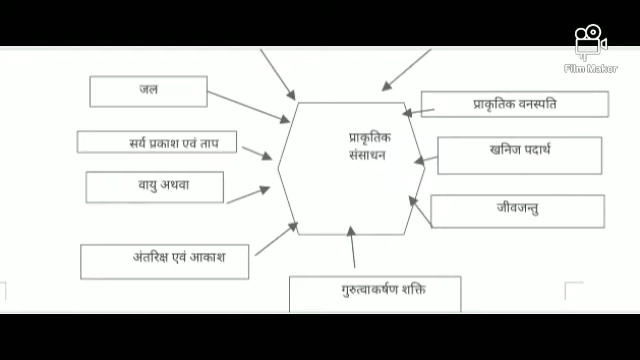 Film Maker
जल
प्राकृतिक वनस्पति
प्राकृतिक
संसाधन
सर्य प्रकाश एवं ताप
खनिज पदार्थ
वायु अथवा
जीवजन्तु
अंतरिक्ष एवं आकाश
गुरुत्वाकर्षण शक्ति